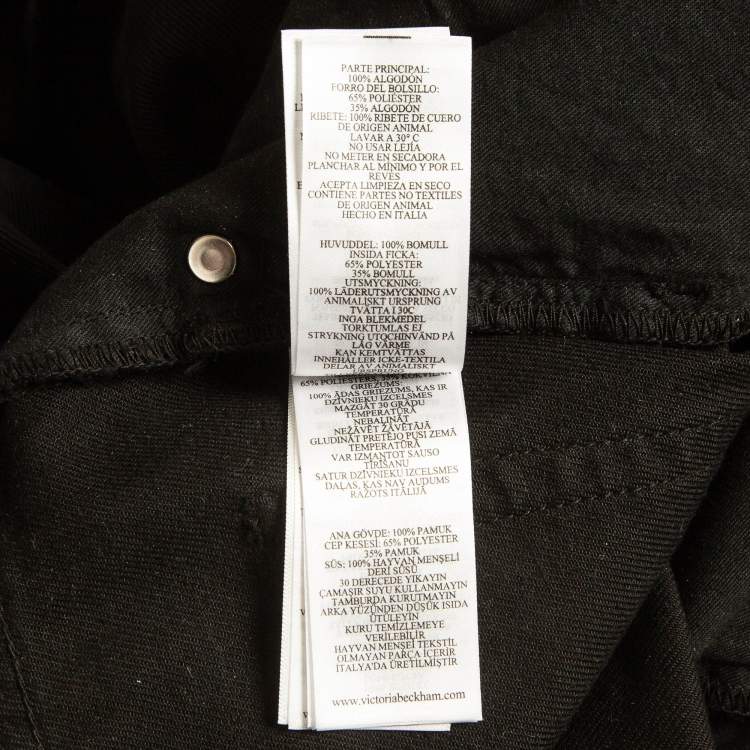 PARTE PRINCIPAL:
100% ALGODÓN
FORRO DEL BOLSILLO:
65% POLIÉSTER
35% ALGODÓN
RIBETE: 100% RIBETE DE CUERO
DE ORIGEN ANIMAL
LAVAR A 30° C
NO USAR LEJÍA
NO METER EN SECADORA
PLANCHAR AL MÍNIMO Y POR EL
REVÉS
ACEPTA LIMPIEZA EN SECO
CONTIENE PARTES NO TEXTILES
DE ORIGEN ANIMAL
HECHO EN ITALIA
HUVUDDEL: 100% BOMULL
INSIDA FICKA:
65% POLYESTER
35% BOMULL
UTSMYCKNING:
100% LÄDERUTSMYCKNING AV
ANIMALISKT URSPRUNG
TVÄTTA I 30C
INGA BLEKMEDEL
TORKTUMLAS EJ
STRYKNING UTOCHINVÄND PÅ
LÅG VÄRME
KAN KEMTVÄTTAS
INNEHÅLLER ICKE-TEXTILA
DELAR AV ANIMALISKT
URSPRUNG
65% POLIESTERS, 35% KOKVILNA
GRIEZUMS:
100% ĀDAS GRIEZUMS, KAS IR
DZĪVNIEKU IZCELSMES
MAZGĀT 30 GRĀDU
TEMPERATŪRĀ
NEBALINĀT
NEŽĀVĒT ŽĀVĒTĀJĀ
GLUDINĀT PRETĒJO PUSI ZEMĀ
TEMPERATŪRĀ
VAR IZMANTOT SAUSO
TĪRĪŠANU
SATUR DZĪVNIEKU IZCELSMES
DAĻAS, KAS NAV AUDUMS
RAŽOTS ITĀLIJĀ
ANA GÖVDE: 100% PAMUK
CEP KESESİ: 65% POLYESTER
35% PAMUK
SÜS: 100% HAYVAN MENŞELİ
DERİ SÜSÜ
30 DERECEDE YIKAYIN
ÇAMAŞIR SUYU KULLANMAYIN
TAMBURDA KURUTMAYIN
ARKA YÜZÜNDEN DÜŞÜK ISIDA
ÜTÜLEYİN
KURU TEMİZLEMEYE
VERİLEBİLİR
HAYVAN MENŞEİ TEKSTİL
OLMAYAN PARÇA İÇERİR
ITALYA'DA ÜRETİLMİŞTİR
www.victoriabeckham.com